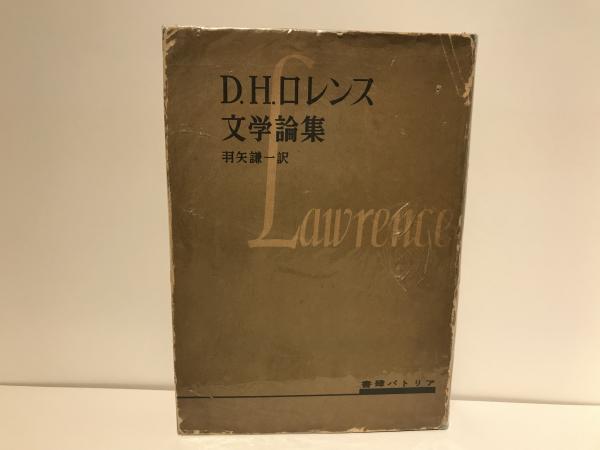 D.H.ロレンス
文学論集
羽矢謙一訳
Lawrence
書肆パトリア